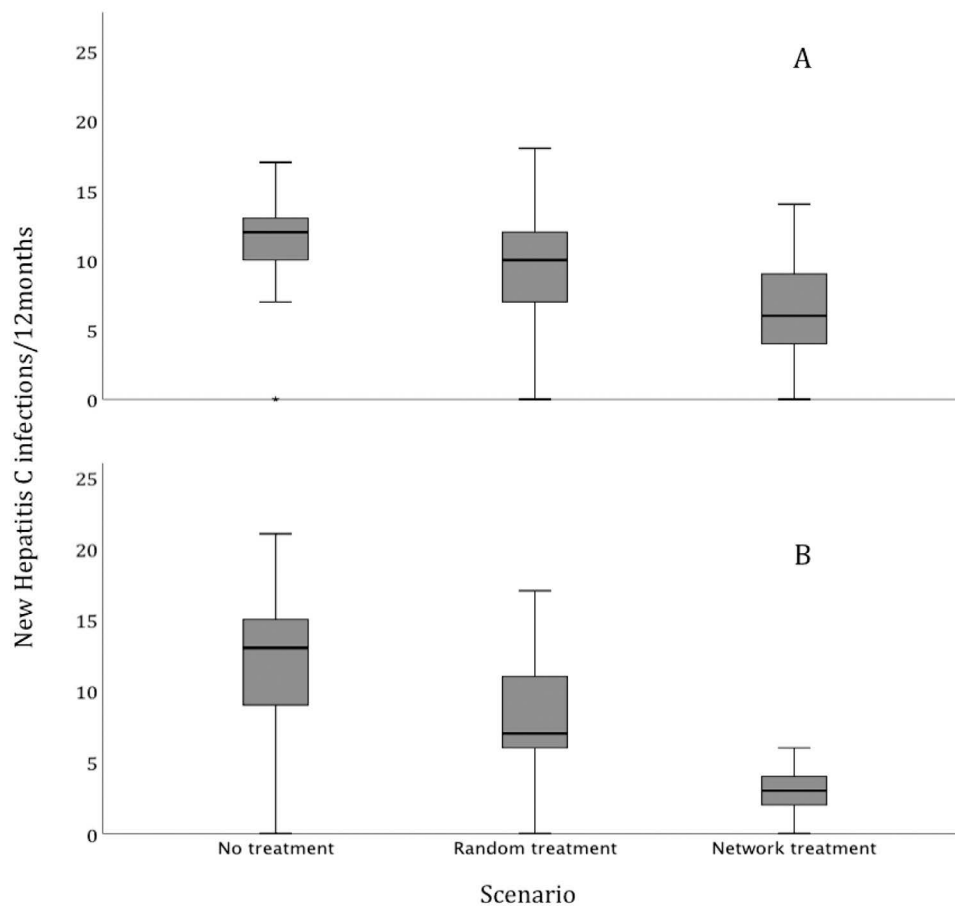 New Hepatitis C infections/12months
A
25
20
15
10
5
0
B
25
20
15
10
5
0
No treatment Random treatment Network treatment
Scenario